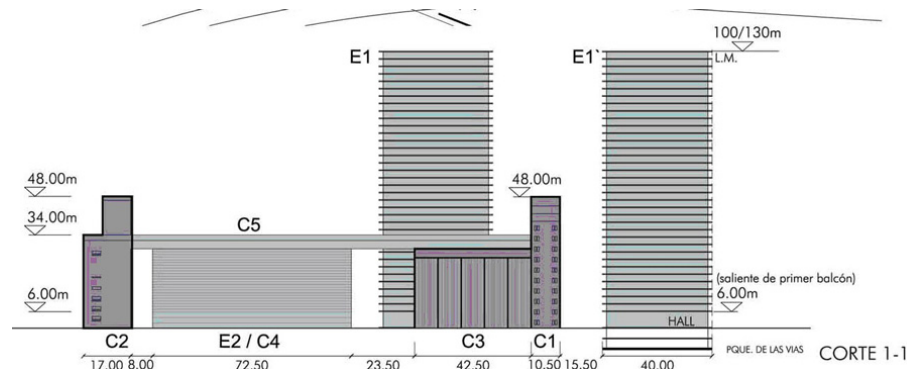 100/130m
E1
E1`
L.M.
48.00m
48.00m
34.00m
C5
(saliente de primer balcón)
6.00m
6.00m
HALL
C2
E2 / C4
C3
C1
PQUE. DE LAS VIAS
CORTE 1-1
17.00 8.00 72.50 23.50 42.50 10.50 15.50 40.00